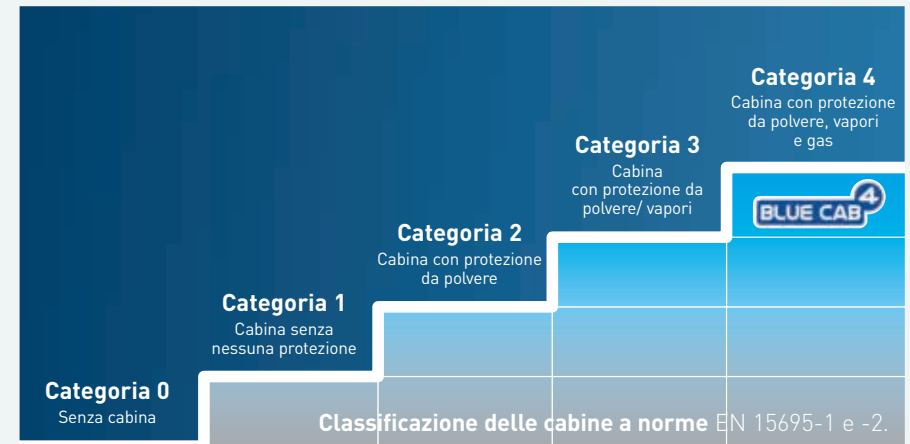 Categoria 4
Cabina con protezione
da polvere, vapori
e gas
Categoria 3
Cabina
con protezione da
polvere/ vapori
BLUE CAB 4
Categoria 2
Cabina con protezione
da polvere
Categoria 1
Cabina senza
nessuna protezione
Categoria 0
Senza cabina
Classificazione delle cabine a norme EN 15695-1 e -2.